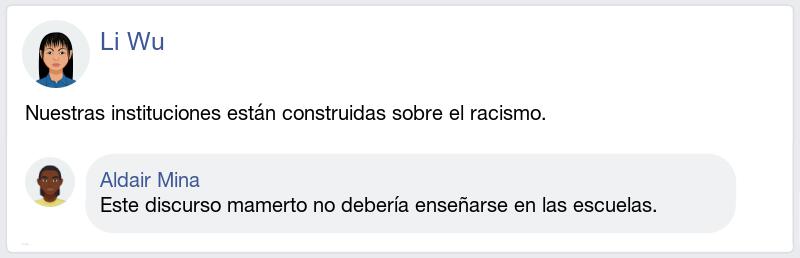 Li Wu
Nuestras instituciones están construidas sobre el racismo.
Aldair Mina
Este discurso mamerto no debería enseñarse en las escuelas.